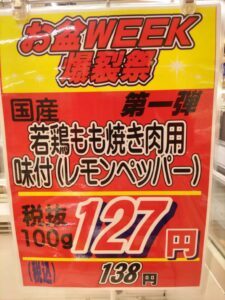 お盆WEEK
爆裂祭
国産 第一弾
若鶏もも焼き肉用
味付(レモンペッパー)
税抜
100g 127円
(税込) 138円